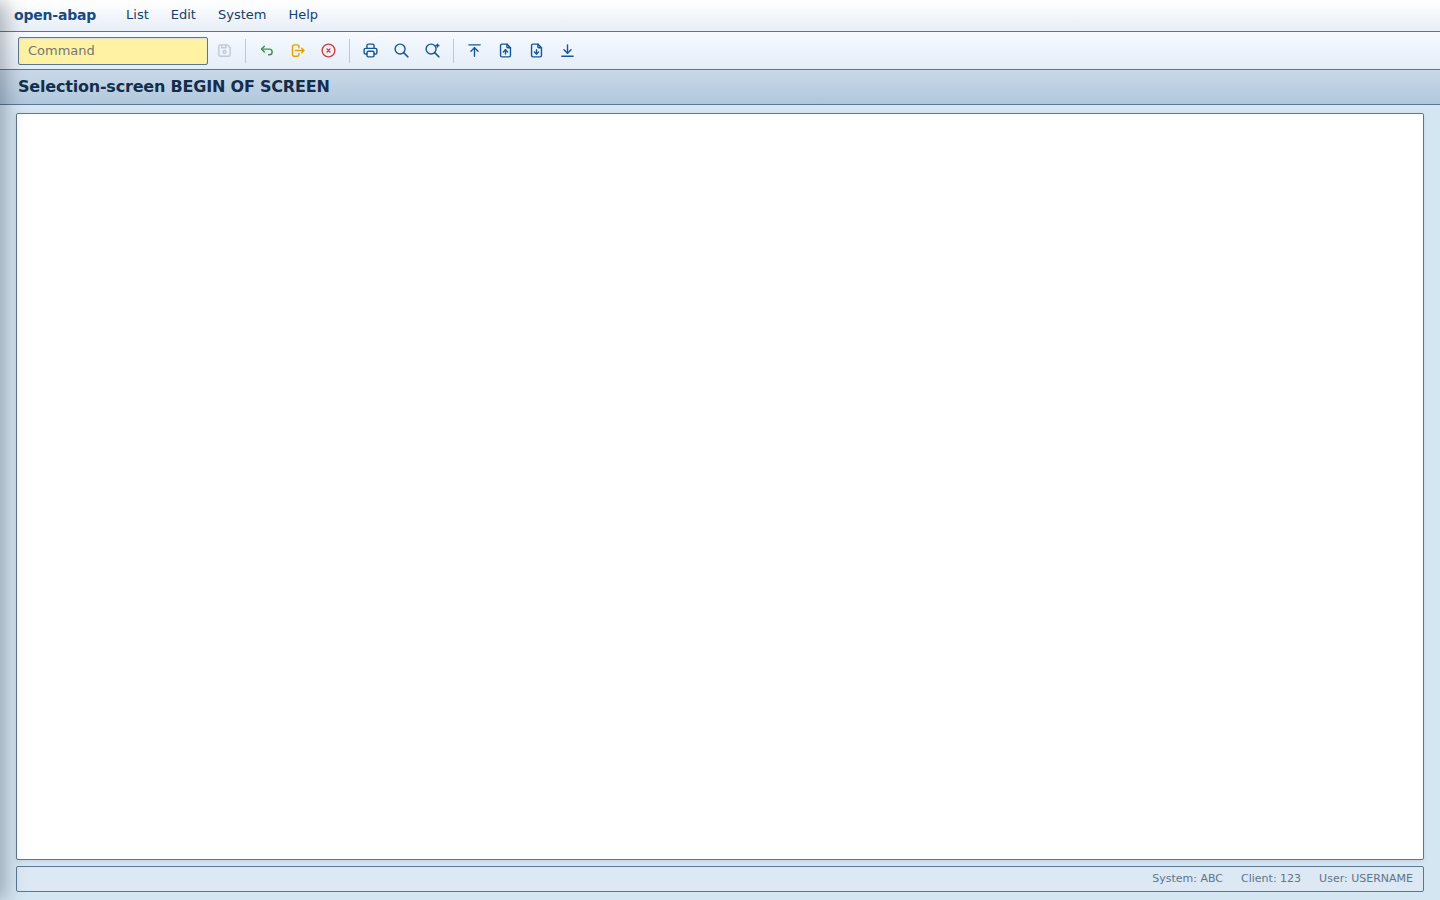 open-abap List Edit System Help
Command
Selection-screen BEGIN OF SCREEN
System: ABC Client: 123 User: USERNAME